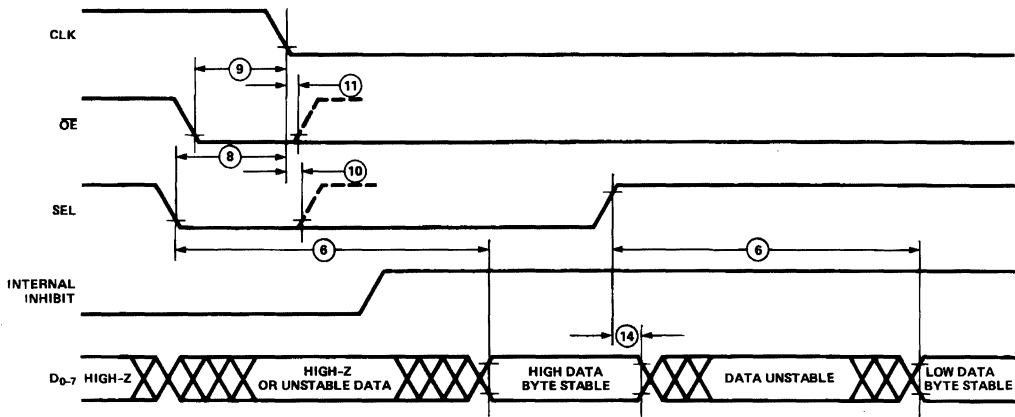 CLK
9
11
OE
8
10
SEL
6
6
INTERNAL
INHIBIT
14
D0-7
HIGH-Z
HIGH-Z
OR UNSTABLE DATA
HIGH DATA
BYTE STABLE
DATA UNSTABLE
LOW DATA
BYTE STABLE